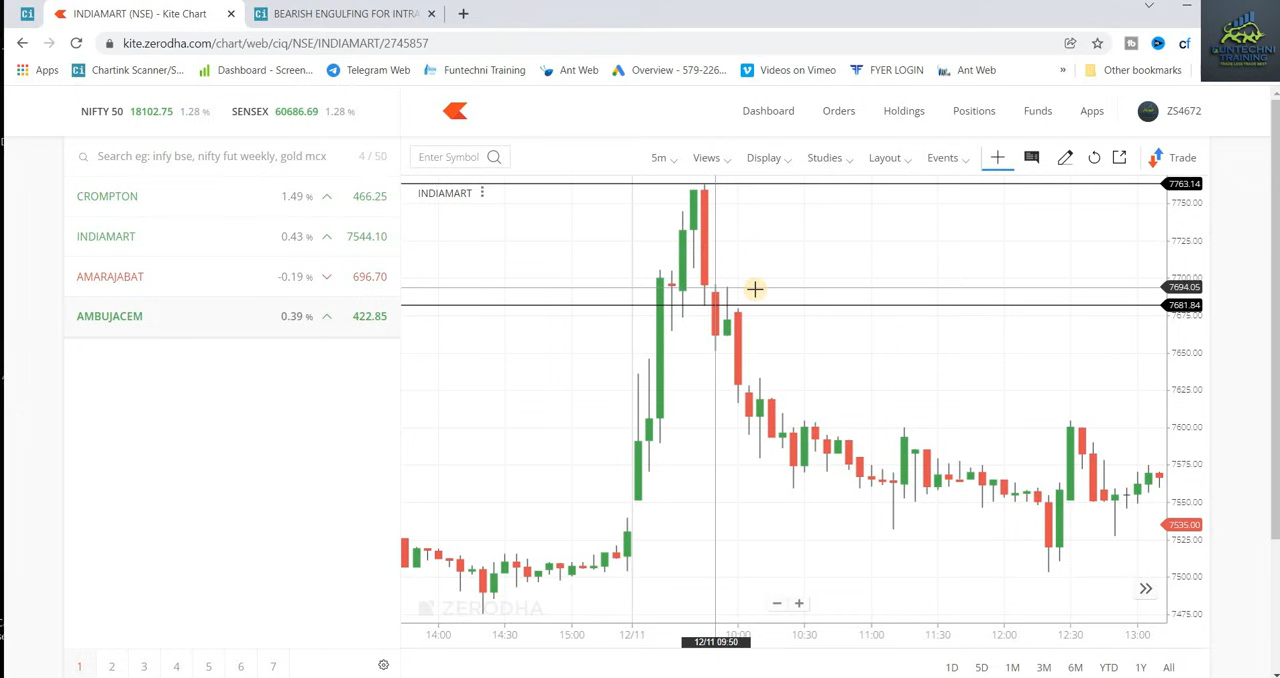 INDIAMART (NSE) - Kite Chart
BEARISH ENGULFING FOR INTRA
kite.zerodha.com/chart/web/ciq/NSE/INDIAMART/2745857
Apps Chartink Scanner/S... Dashboard - Screen... Telegram Web Funtechni Training Ant Web Overview - 579-226... Videos on Vimeo FYER LOGIN Ant Web » Other bookmarks
TRAINING
NIFTY 50 18102.75 1.28 % SENSEX 60686.69 1.28 %
Dashboard Orders Holdings Positions Funds Apps ZS4672
Search eg: infy bse, nifty fut weekly, gold mcx 4 / 50
CROMPTON 1.49 % 466.25
INDIAMART 0.43 % 7544.10
AMARAJABAT -0.19 % 696.70
AMBUJACEM 0.39 % 422.85
1 2 3 4 5 6 7
Enter Symbol 5m Views Display Studies Layout Events Trade
INDIAMART
7763.14
7750.00
7725.00
7700.00
7694.05
7681.84
7675.00
7650.00
7625.00
7600.00
7575.00
7550.00
7535.00
7525.00
7500.00
7475.00
ZERODHA
14:00 14:30 15:00 12/11 10:00 10:30 11:00 11:30 12:00 12:30 13:00
12/11 09:50
1D 5D 1M 3M 6M YTD 1Y All